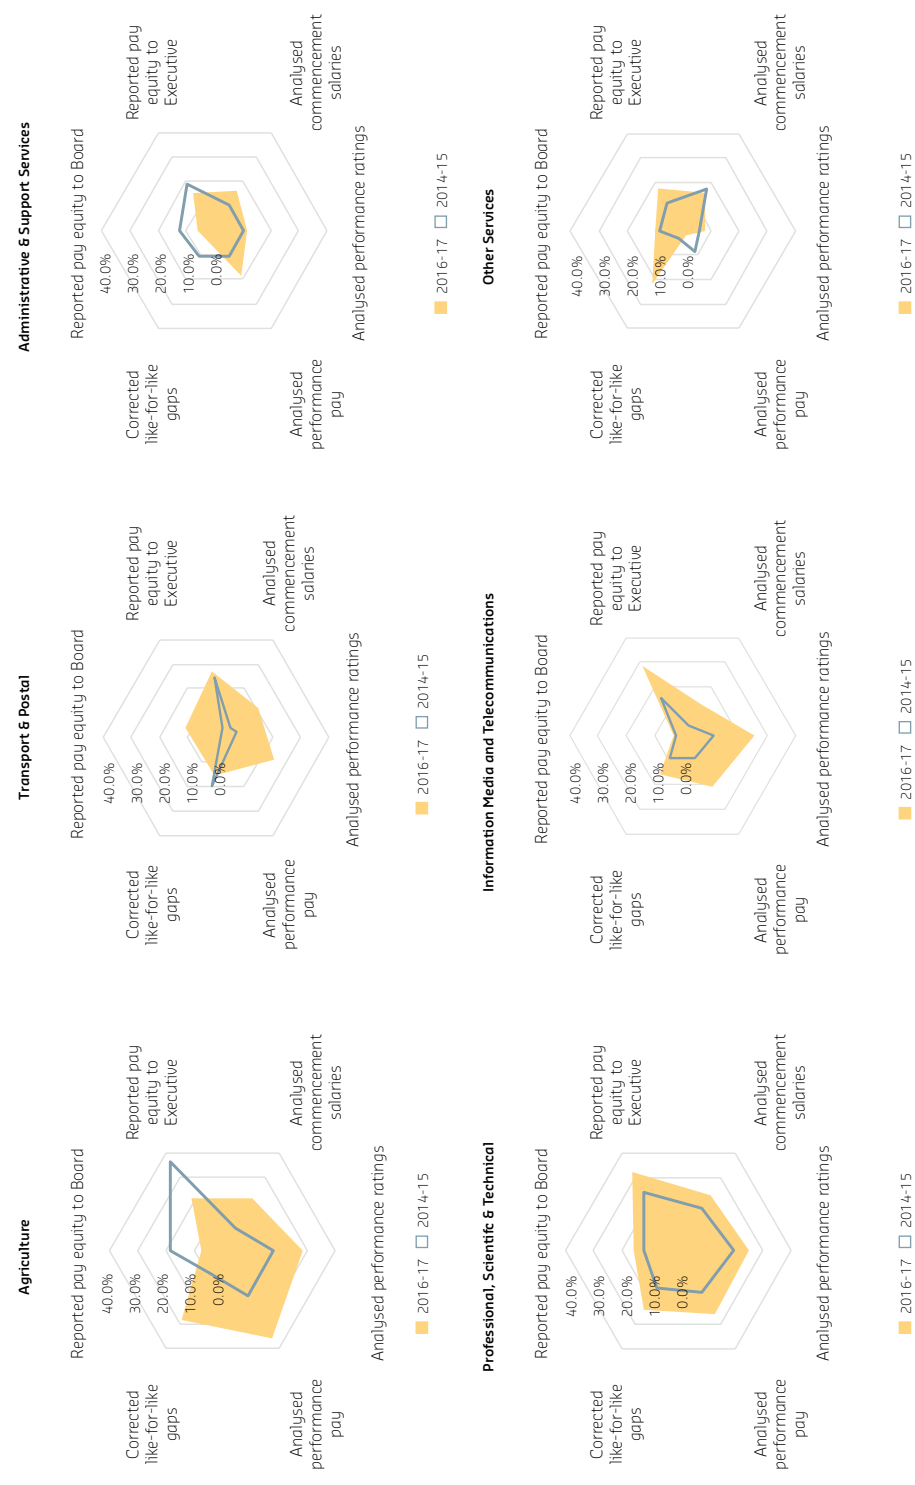 Agriculture
Reported pay equity to Board
Corrected
like-for-like
gaps
Reported pay
equity to
Executive
40.0%
30.0%
20.0%
10.0%
0.0%
Analysed
performance
pay
Analysed
commencement
salaries
Analysed performance ratings
2016-17 2014-15
Transport & Postal
Reported pay equity to Board
Corrected
like-for-like
gaps
Reported pay
equity to
Executive
40.0%
30.0%
20.0%
10.0%
0.0%
Analysed
performance
pay
Analysed
commencement
salaries
Analysed performance ratings
2016-17 2014-15
Administrative & Support Services
Reported pay equity to Board
Corrected
like-for-like
gaps
Reported pay
equity to
Executive
40.0%
30.0%
20.0%
10.0%
0.0%
Analysed
performance
pay
Analysed
commencement
salaries
Analysed performance ratings
2016-17 2014-15
Professional, Scientifc & Technical
Reported pay equity to Board
Corrected
like-for-like
gaps
Reported pay
equity to
Executive
40.0%
30.0%
20.0%
10.0%
0.0%
Analysed
performance
pay
Analysed
commencement
salaries
Analysed performance ratings
2016-17 2014-15
Information Media and Telecommunications
Reported pay equity to Board
Corrected
like-for-like
gaps
Reported pay
equity to
Executive
40.0%
30.0%
20.0%
10.0%
0.0%
Analysed
performance
pay
Analysed
commencement
salaries
Analysed performance ratings
2016-17 2014-15
Other Services
Reported pay equity to Board
Corrected
like-for-like
gaps
Reported pay
equity to
Executive
40.0%
30.0%
20.0%
10.0%
0.0%
Analysed
performance
pay
Analysed
commencement
salaries
Analysed performance ratings
2016-17 2014-15